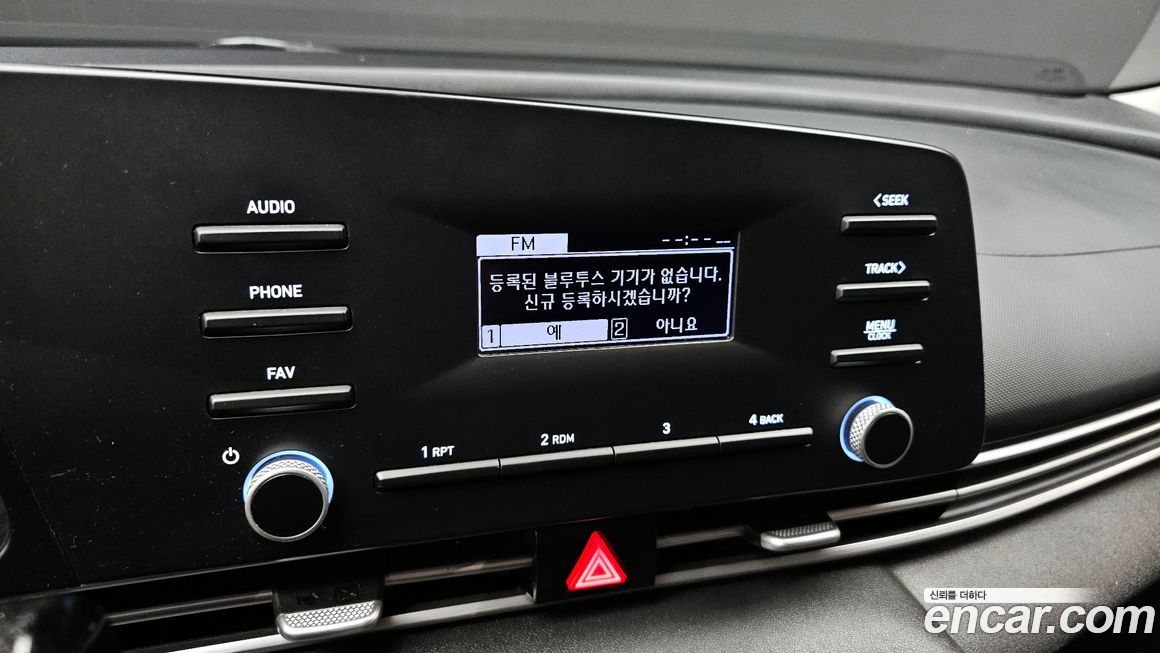 AUDIO
PHONE
FAV
FM
--:--
등록된 블루투스 기기가 없습니다.
신규 등록하시겠습니까?
1 예 2 아니요
<SEEK
TRACK>
MENU
CLOCK
1 RPT
2 RDM
3
4 BACK
신뢰를 더하다
encar.com